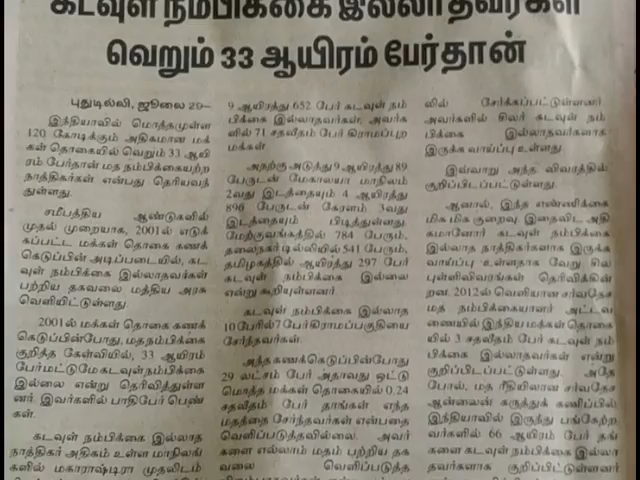 கடவுள் நம்பிக்கை இல்லாதவர்கள்
வெறும் 33 ஆயிரம் பேர்தான்
புதுடில்லி, ஜூலை 29–
இந்தியாவில் மொத்தமுள்ள
120 கோடிக்கும் அதிகமான மக்
கள் தொகையில் வெறும் 33 ஆயி
ரம் பேர்தான் மத நம்பிக்கையற்ற
நாத்திகர்கள் என்பது தெரியவந்
துள்ளது.
சமீபத்திய ஆண்டுகளில்
முதல் முறையாக, 2001ல் எடுக்
கப்பட்ட மக்கள் தொகை கணக்
கெடுப்பின் அடிப்படையில், கட
வுள் நம்பிக்கை இல்லாதவர்கள்
பற்றிய தகவலை மத்திய அரசு
வெளியிட்டுள்ளது.
2001ல் மக்கள் தொகை கணக்
கெடுப்பின்போது, மதநம்பிக்கை
குறித்த கேள்வியில், 33 ஆயிரம்
பேர்மட்டுமே கடவுள்நம்பிக்கை
இல்லை என்று தெரிவித்துள்ள
னர். இவர்களில் பாதிபேர் பெண்
கள்.
கடவுள் நம்பிக்கை இல்லாத
நாத்திகர் அதிகம் உள்ள மாநிலங்
களில் மகாராஷ்டிரா முதலிடம்
9 ஆயிரத்து 652 பேர் கடவுள் நம்
பிக்கை இல்லாதவர்கள், அவர்க
ளில் 71 சதவீதம் பேர் கிராமப்புற
மக்கள்.
அதற்கு அடுத்து 9 ஆயிரத்து 89
பேருடன் மேகாலயா மாநிலம்
2வது இடத்தையும் 4 ஆயிரத்து
896 பேருடன் கேரளம் 3வது
இடத்தையும் பிடித்துள்ளது.
மேற்குவங்கத்தில் 784 பேரும்,
தலைநகர் டில்லியில் 541 பேரும்,
தமிழகத்தில் ஆயிரத்து 297 பேர்
கடவுள் நம்பிக்கை இல்லை
என்று கூறியுள்ளனர்.
கடவுள் நம்பிக்கை இல்லாத
10 பேரில் 7 பேர் கிராமப்பகுதியை
சேர்ந்தவர்கள்.
அந்த கணக்கெடுப்பின்போது
29 லட்சம் பேர் அதாவது ஒட்டு
மொத்த மக்கள் தொகையில் 0.24
சதவீதம் பேர் தாங்கள் எந்த
மதத்தை சேர்ந்தவர்கள் என்பதை
வெளிப்படுத்தவில்லை. அவர்
களை எல்லாம் மதம் பற்றிய தக
வலை வெளிப்படுத்த
லில் சேர்க்கப்பட்டுள்ளனர்.
அவர்களில் சிலர் கடவுள் நம்
பிக்கை இல்லாதவர்களாக
இருக்க வாய்ப்பு உள்ளது.
இவ்வாறு அந்த விவரத்தில்
குறிப்பிடப்பட்டுள்ளது.
ஆனால், இந்த எண்ணிக்கை
மிக மிக குறைவு இதைவிட அதி
கமானோர் கடவுள் நம்பிக்கை
இல்லாத நாத்திகர்களாக இருக்க
வாய்ப்பு உள்ளதாக வேறு சில
புள்ளிவிவரங்கள் தெரிவிக்கின்
றன. 2012ல் வெளியான சர்வதேச
மத நம்பிக்கையாளர் அட்டவ
ணையில் இந்திய மக்கள் தொகை
யில் 3 சதவீதம் பேர் கடவுள் நம்
பிக்கை இல்லாதவர்கள் என்று
குறிப்பிடப்பட்டுள்ளது. அதே
போல், மத ரீதியிலான சர்வதேச
ஆன்லைன் கருத்துக் கணிப்பில்
இந்தியாவில் இருந்து பங்கேற்ற
வர்களில் 66 ஆயிரம் பேர் தங்
களை கடவுள் நம்பிக்கை இல்லா
தவர்களாக குறிப்பிட்டுள்ளனர்